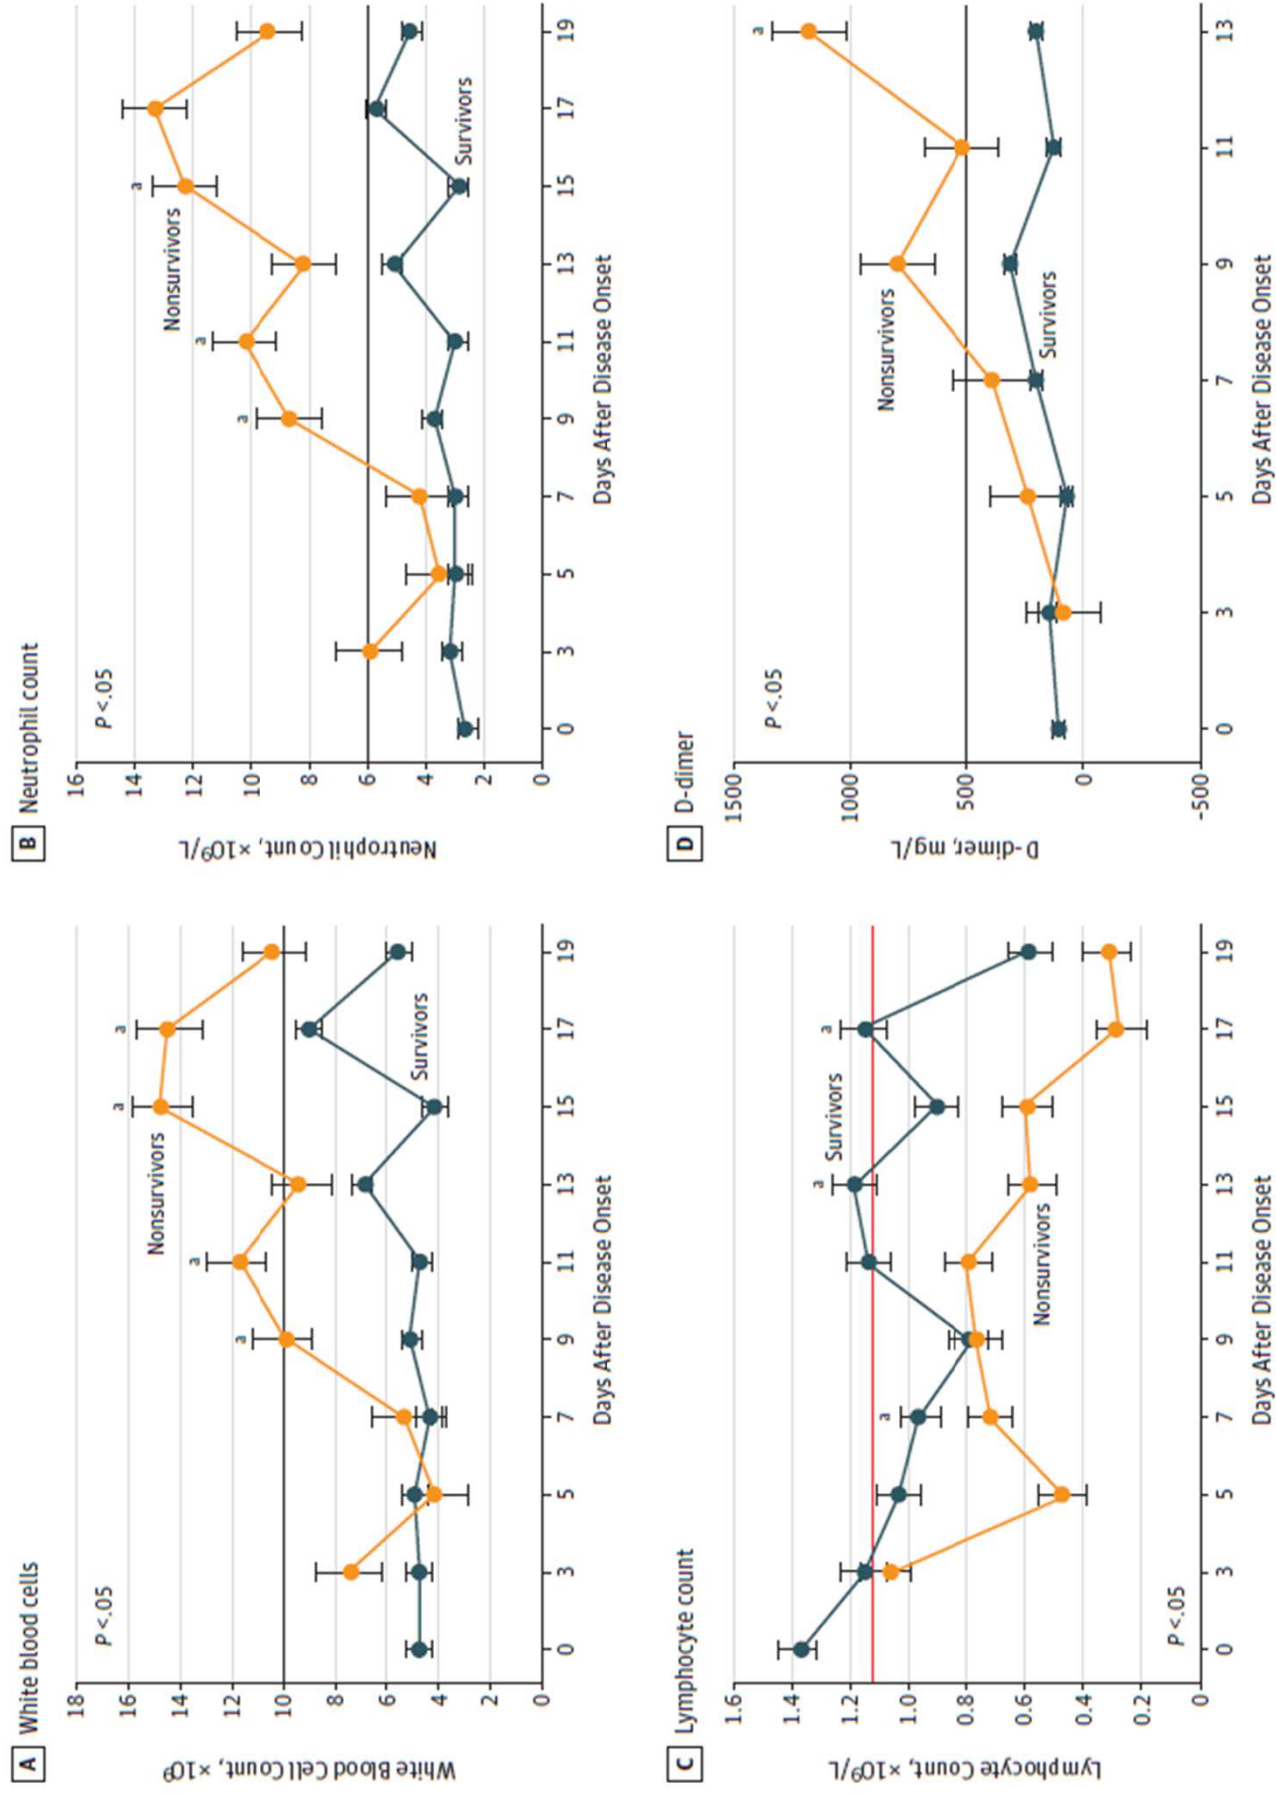 A White blood cells
P <.05
White Blood Cell Count, ×10⁹
18
16
14
12
10
8
6
4
2
0
a
a
a
a
Nonsurvivors
Survivors
0 3 5 7 9 11 13 15 17 19
Days After Disease Onset
B Neutrophil count
P <.05
Neutrophil Count, ×10⁹/L
16
14
12
10
8
6
4
2
0
a
a
a
Nonsurvivors
Survivors
0 3 5 7 9 11 13 15 17 19
Days After Disease Onset
C Lymphocyte count
Lymphocyte Count, ×10⁹/L
1.6
1.4
1.2
1.0
0.8
0.6
0.4
0.2
0
a
a
a
Survivors
Nonsurvivors
P <.05
0 3 5 7 9 11 13 15 17 19
Days After Disease Onset
D D-dimer
P <.05
D-dimer, mg/L
1500
1000
500
0
-500
a
Nonsurvivors
Survivors
0 3 5 7 9 11 13
Days After Disease Onset